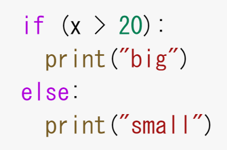 if (x > 20):
  print("big")
else:
  print("small")